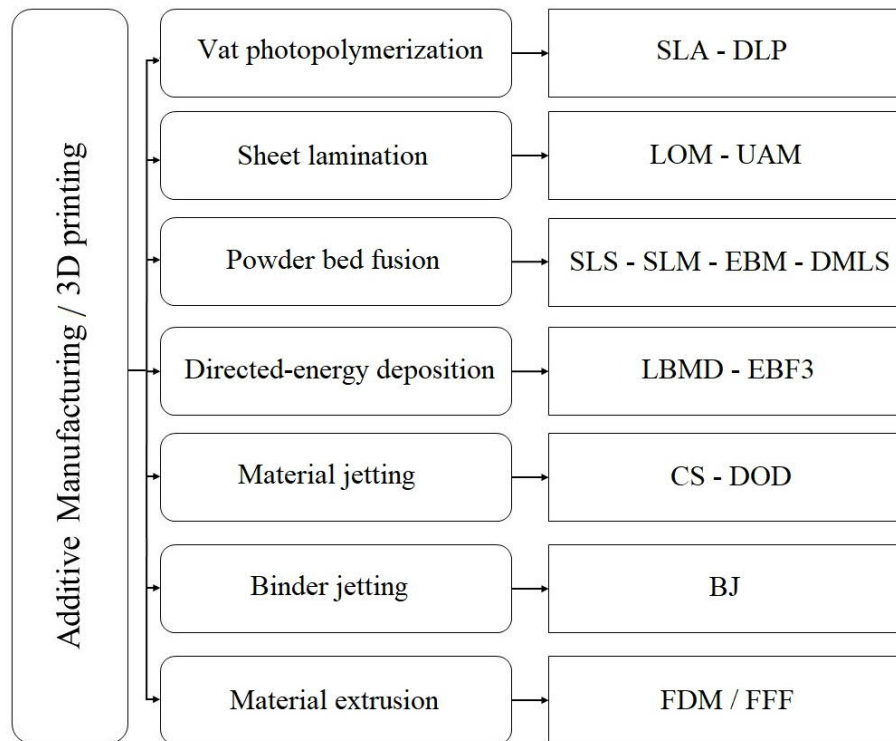 Additive Manufacturing / 3D printing
Vat photopolymerization
SLA - DLP
Sheet lamination
LOM - UAM
Powder bed fusion
SLS - SLM - EBM - DMLS
Directed-energy deposition
LBMD - EBF3
Material jetting
CS - DOD
Binder jetting
BJ
Material extrusion
FDM / FFF